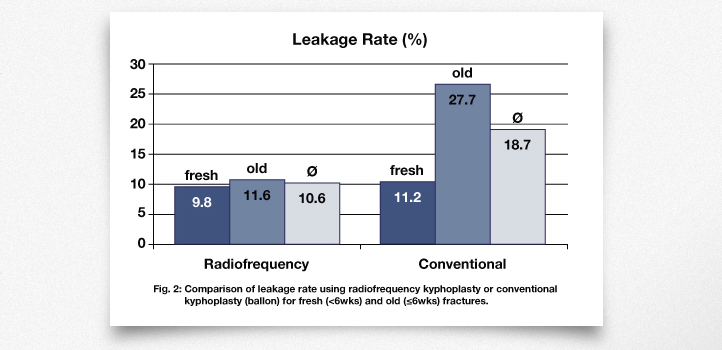 Leakage Rate (%)
30
25
20
15
10
5
0
fresh
9.8
old
11.6
Ø
10.6
fresh
11.2
old
27.7
Ø
18.7
Radiofrequency
Conventional
Fig. 2: Comparison of leakage rate using radiofrequency kyphoplasty or conventional
kyphoplasty (ballon) for fresh (<6wks) and old (≤6wks) fractures.